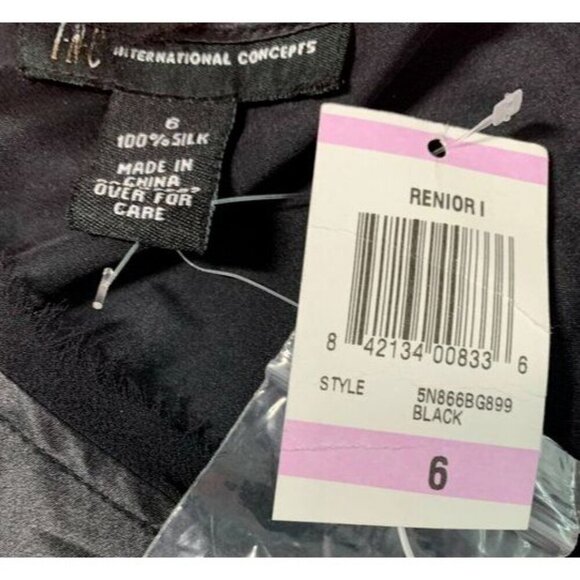 INC
INTERNATIONAL CONCEPTS
6
100% SILK
MADE IN
CHINA
OVER FOR
CARE
RENIOR I
8 42134 00833 6
STYLE 5N866BG899
BLACK
6